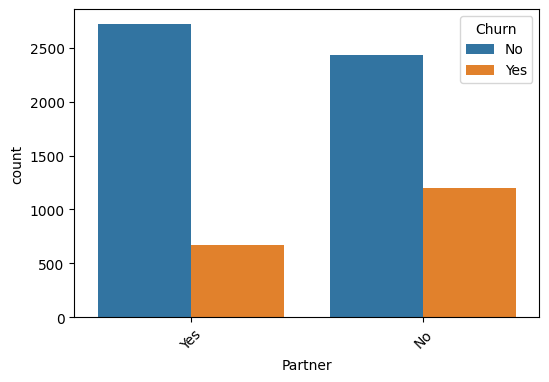 Churn
No
Yes
2500
2000
1500
1000
500
0
count
Yes
No
Partner